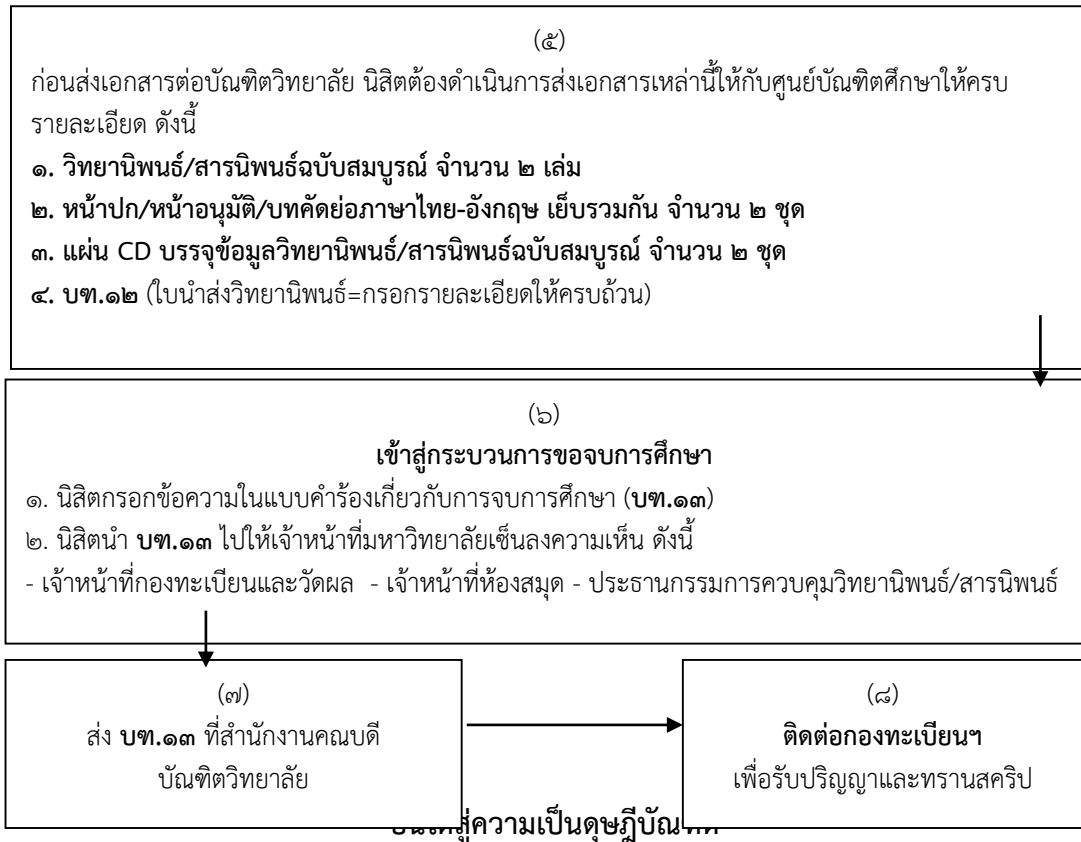 (๕)
ก่อนส่งเอกสารต่อบัณฑิตวิทยาลัย นิสิตต้องดำเนินการส่งเอกสารเหล่านี้ให้กับศูนย์บัณฑิตศึกษาให้ครบ
รายละเอียด ดังนี้
๑. วิทยานิพนธ์/สารนิพนธ์ฉบับสมบูรณ์ จำนวน ๒ เล่ม
๒. หน้าปก/หน้าอนุมัติ/บทคัดย่อภาษาไทย-อังกฤษ เย็บรวมกัน จำนวน ๒ ชุด
๓. แผ่น CD บรรจุข้อมูลวิทยานิพนธ์/สารนิพนธ์ฉบับสมบูรณ์ จำนวน ๒ ชุด
๔. บฑ.๑๒ (ใบนำส่งวิทยานิพนธ์=กรอกรายละเอียดให้ครบถ้วน)
(๖)
เข้าสู่กระบวนการขอจบการศึกษา
๑. นิสิตกรอกข้อความในแบบคำร้องเกี่ยวกับการจบการศึกษา (บฑ.๑๓)
๒. นิสิตนำ บฑ.๑๓ ไปให้เจ้าหน้าที่มหาวิทยาลัยเซ็นลงความเห็น ดังนี้
- เจ้าหน้าที่กองทะเบียนและวัดผล - เจ้าหน้าที่ห้องสมุด - ประธานกรรมการควบคุมวิทยานิพนธ์/สารนิพนธ์
(๗)
ส่ง บฑ.๑๓ ที่สำนักงานคณบดี
บัณฑิตวิทยาลัย
(๘)
ติดต่อกองทะเบียนฯ
เพื่อรับปริญญาและทรานสคริป
สู่ความเป็นดุษฎีบัณ